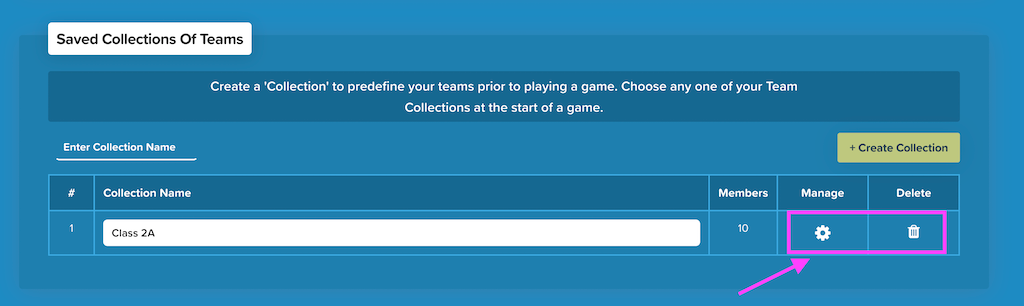 Saved Collections Of Teams
Create a 'Collection' to predefine your teams prior to playing a game. Choose any one of your Team
Collections at the start of a game.
Enter Collection Name
+ Create Collection
# Collection Name Members Manage Delete
1 Class 2A 10